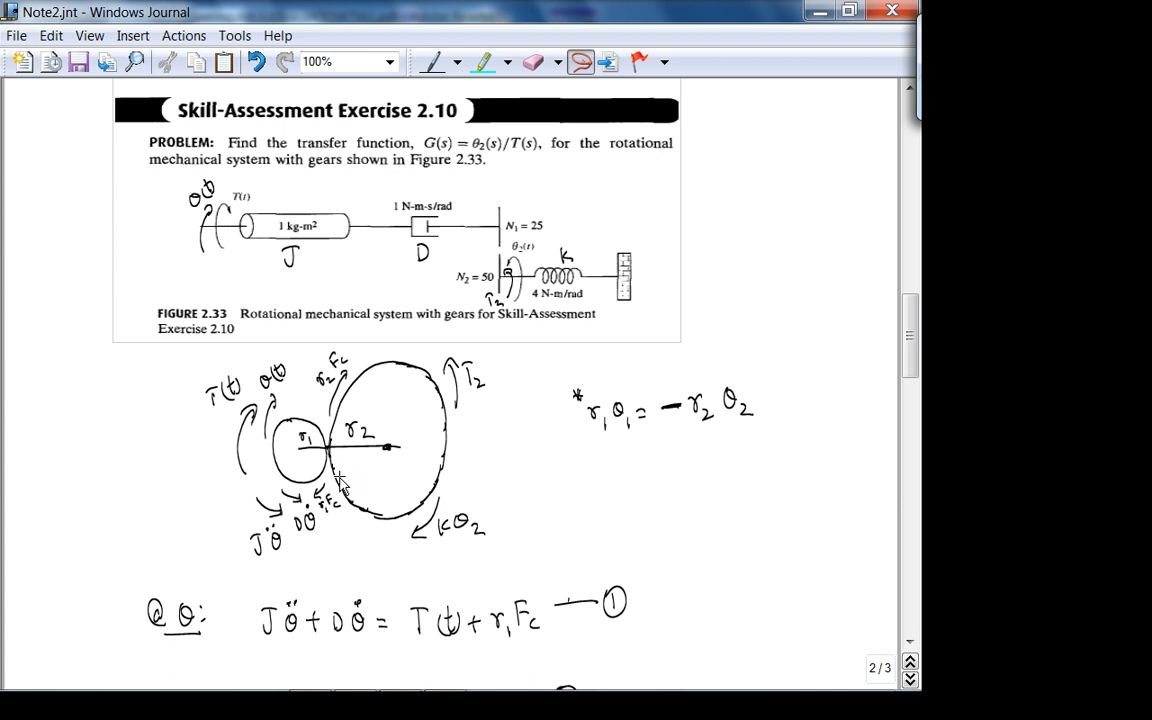 Note2.jnt - Windows Journal
File Edit View Insert Actions Tools Help
100%
Skill-Assessment Exercise 2.10
PROBLEM: Find the transfer function, G(s) = θ₂(s)/T(s), for the rotational
mechanical system with gears shown in Figure 2.33.
θ(t) T(t)
1 kg-m²
J
1 N-m-s/rad
D
N₁ = 25
θ₂(t)
K
N₂ = 50
T₂
4 N-m/rad
FIGURE 2.33 Rotational mechanical system with gears for Skill-Assessment
Exercise 2.10
T(t) θ(t)
r₂Fc
T₂
r₁
r₂
*r₁θ₁ = -r₂θ₂
Jθ̈
Dθ̇
r₁Fc
Kθ₂
@ θ: Jθ̈ + Dθ̇ = T(t) + r₁Fc — ①
2 / 3